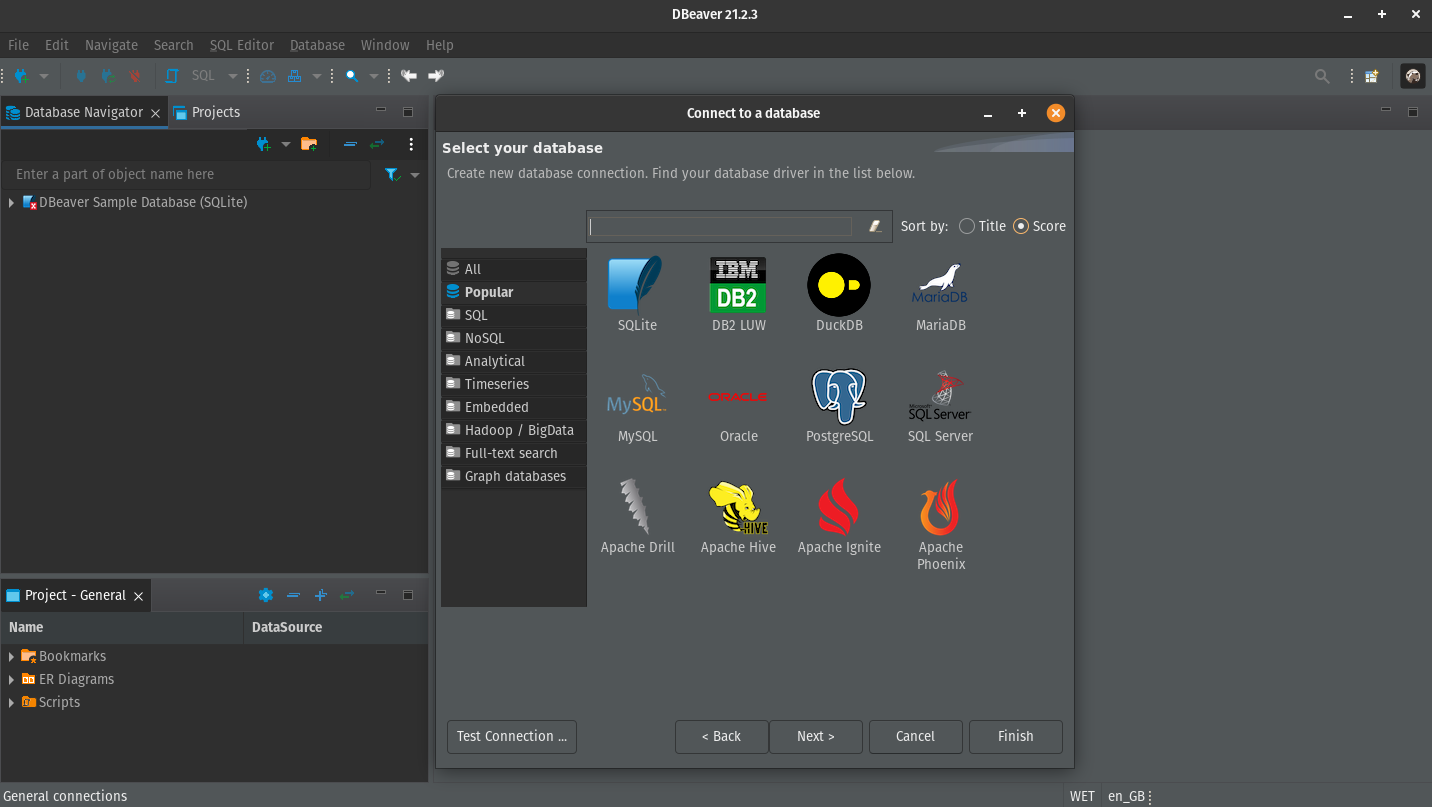 DBeaver 21.2.3
File Edit Navigate Search SQL Editor Database Window Help
SQL
Database Navigator
Projects
Enter a part of object name here
DBeaver Sample Database (SQLite)
Project - General
Name DataSource
Bookmarks
ER Diagrams
Scripts
Connect to a database
Select your database
Create new database connection. Find your database driver in the list below.
Sort by: Title Score
All
Popular
SQL
NoSQL
Analytical
Timeseries
Embedded
Hadoop / BigData
Full-text search
Graph databases
IBM
DB2
MariaDB
SQLite DB2 LUW DuckDB MariaDB
MySQL
ORACLE
Microsoft
SQL Server
MySQL Oracle PostgreSQL SQL Server
HIVE
Apache Drill Apache Hive Apache Ignite Apache
Phoenix
Test Connection ... < Back Next > Cancel Finish
General connections WET en_GB